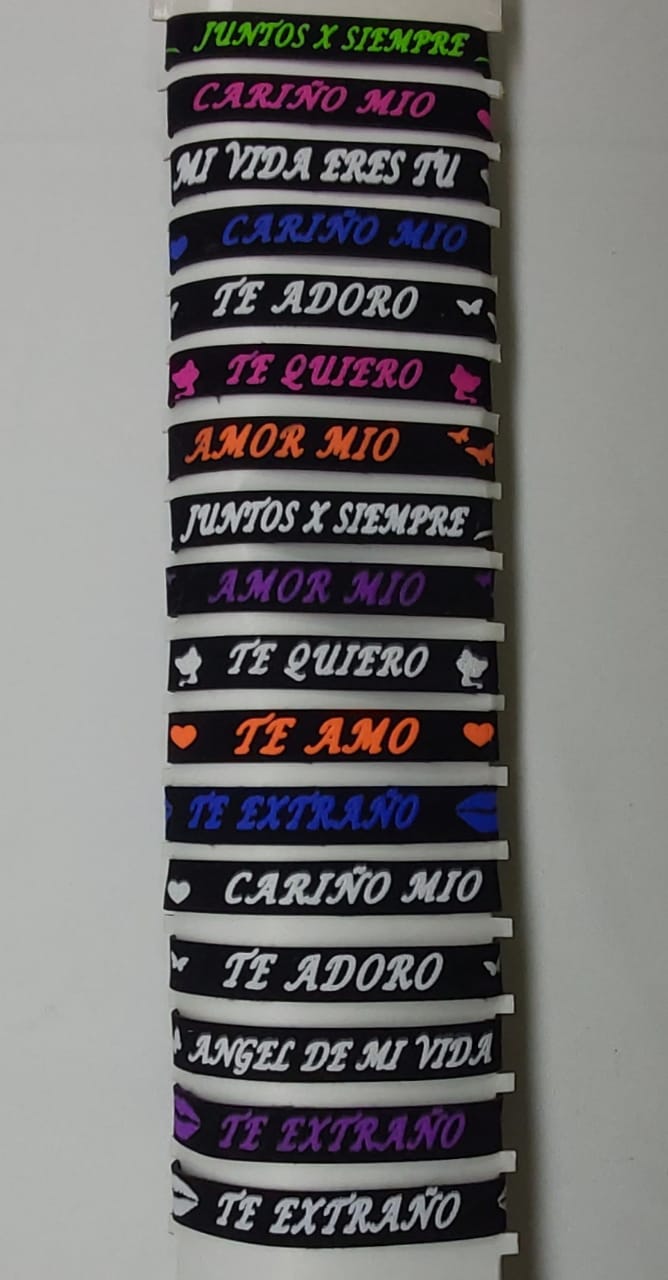 JUNTOS X SIEMPRE
CARIÑO MIO
MI VIDA ERES TU
CARIÑO MIO
TE ADORO
TE QUIERO
AMOR MIO
JUNTOS X SIEMPRE
AMOR MIO
TE QUIERO
TE AMO
TE EXTRAÑO
CARIÑO MIO
TE ADORO
ANGEL DE MI VIDA
TE EXTRAÑO
TE EXTRAÑO